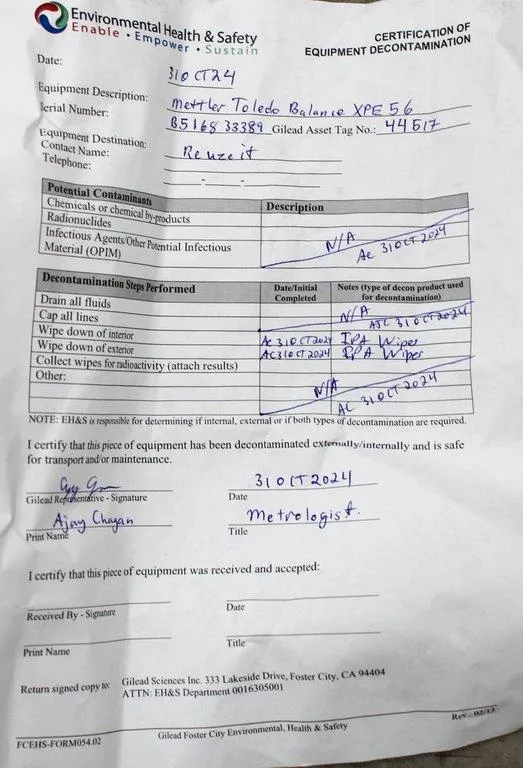 Environmental Health & Safety
Enable • Empower • Sustain
CERTIFICATION OF
EQUIPMENT DECONTAMINATION
Date: 31OCT24
Equipment Description: Mettler Toledo Balance XPE 56
Serial Number: B516833389 Gilead Asset Tag No.: 44517
Equipment Destination: Reuzeit
Contact Name:
Telephone:
Potential Contaminants Description
Chemicals or chemical by-products
Radionuclides
Infectious Agents/Other Potential Infectious
Material (OPIM)
N/A
AC 31OCT2024
Decontamination Steps Performed Date/Initial Completed Notes (type of decon product used for decontamination)
Drain all fluids
Cap all lines N/A AJC 31OCT2024
Wipe down of interior AC 31OCT2024 IPA Wipes
Wipe down of exterior AC31OCT2024 IPA Wipes
Collect wipes for radioactivity (attach results)
Other:
N/A
AC 31OCT2024
NOTE: EH&S is responsible for determining if internal, external or if both types of decontamination are required.
I certify that this piece of equipment has been decontaminated externally/internally and is safe
for transport and/or maintenance.
31OCT2024
Gilead Representative - Signature Date
Ajay Chagan Metrologist.
Print Name Title
I certify that this piece of equipment was received and accepted:
Received By - Signature Date
Print Name Title
Return signed copy to: Gilead Sciences Inc. 333 Lakeside Drive, Foster City, CA 94404
ATTN: EH&S Department 0016305001
FCEHS-FORM054.02 Gilead Foster City Environmental, Health & Safety Rev.: 02/13